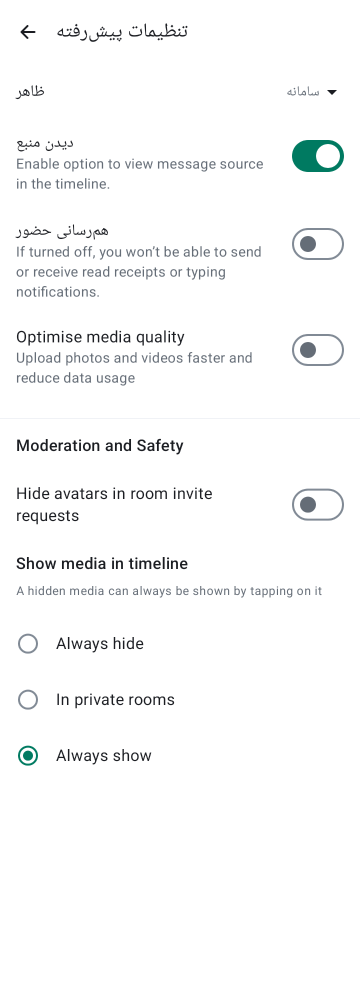 تنظیمات پیش‌رفته
ظاهر
سامانه
دیدن منبع
Enable option to view message source
in the timeline.
هم‌رسانی حضور
If turned off, you won’t be able to send
or receive read receipts or typing
notifications.
Optimise media quality
Upload photos and videos faster and
reduce data usage
Moderation and Safety
Hide avatars in room invite
requests
Show media in timeline
A hidden media can always be shown by tapping on it
Always hide
In private rooms
Always show